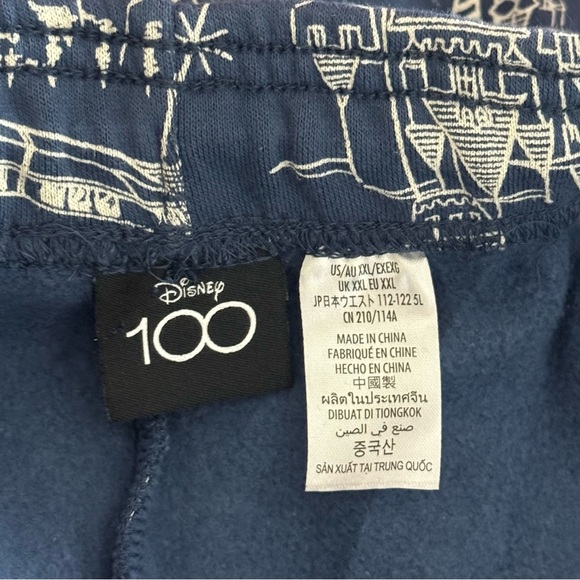 Disney
100
US/AU XXL/EXEXG
UK XXL EU XXL
JP日本ウエスト 112-122 5L
CN 210/114A
MADE IN CHINA
FABRIQUÉ EN CHINE
HECHO EN CHINA
中國製
ผลิตในประเทศจีน
DIBUAT DI TIONGKOK
صنع في الصين
중국산
SẢN XUẤT TẠI TRUNG QUỐC